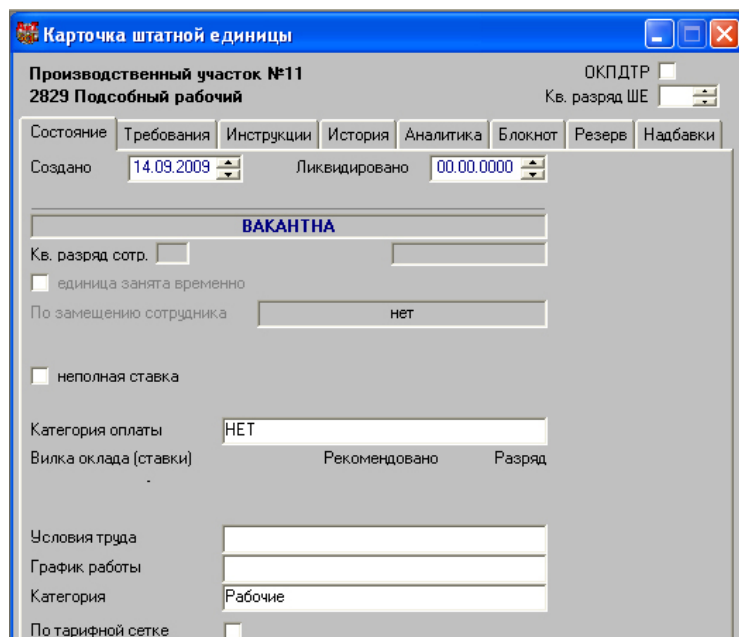 Карточка штатной единицы
Производственный участок №11
ОКПДТР
2829 Подсобный рабочий
Кв. разряд ШЕ
Состояние Требования Инструкции История Аналитика Блокнот Резерв Надбавки
Создано 14.09.2009 Ликвидировано 00.00.0000
ВАКАНТНА
Кв. разряд сотр.
единица занята временно
По замещению сотрудника нет
неполная ставка
Категория оплаты НЕТ
Вилка оклада (ставки) Рекомендовано Разряд
-
Условия труда
График работы
Категория Рабочие
По тарифной сетке